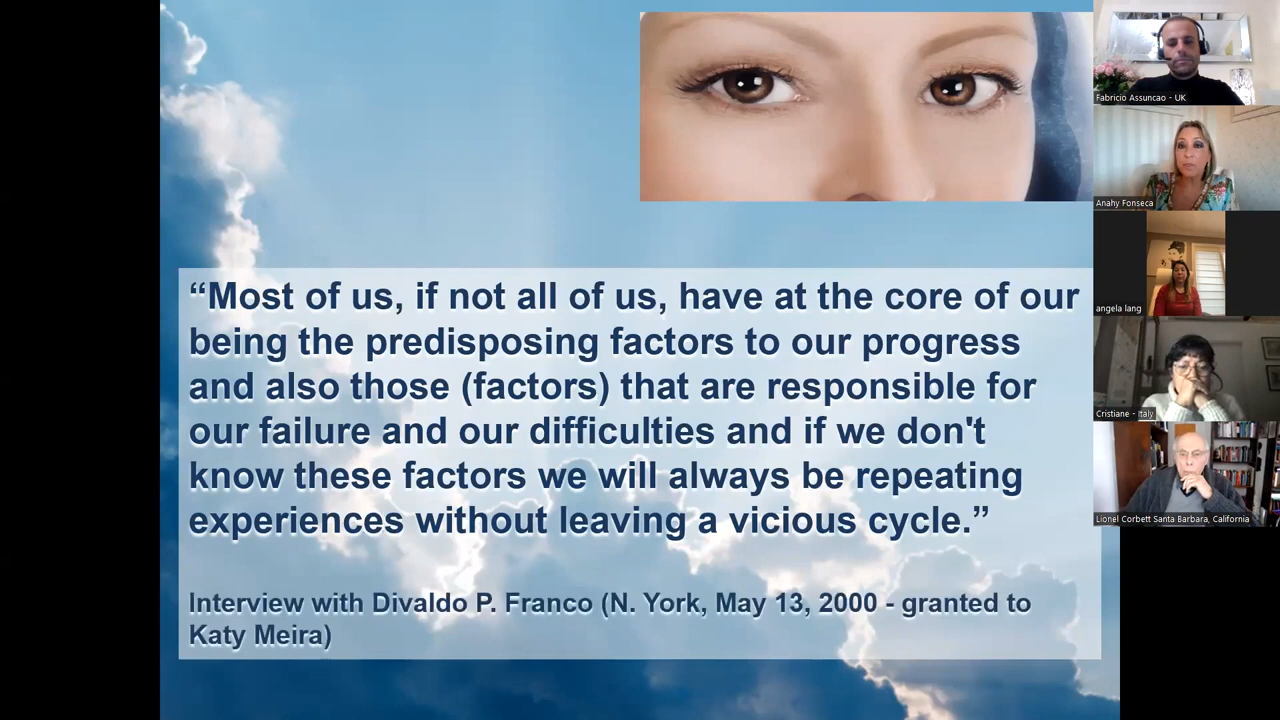 “Most of us, if not all of us, have at the core of our
being the predisposing factors to our progress
and also those (factors) that are responsible for
our failure and our difficulties and if we don't
know these factors we will always be repeating
experiences without leaving a vicious cycle.”
Interview with Divaldo P. Franco (N. York, May 13, 2000 - granted to
Katy Meira)
Fabricio Assuncao - UK
Anahy Fonseca
angela lang
Cristiane - Italy
Lionel Corbett Santa Barbara, California